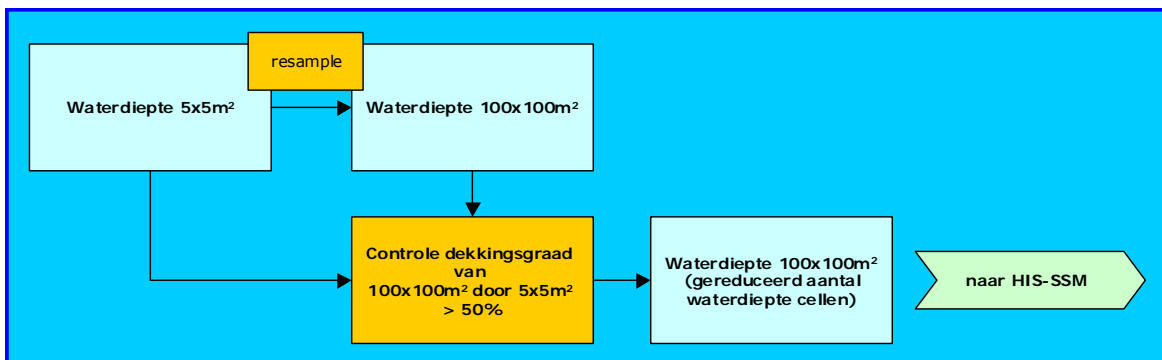 resample
Waterdiepte 5x5m²
Waterdiepte 100x100m²
Controle dekkingsgraad
van
100x100m² door 5x5m²
> 50%
Waterdiepte 100x100m²
(gereduceerd aantal
waterdiepte cellen)
naar HIS-SSM